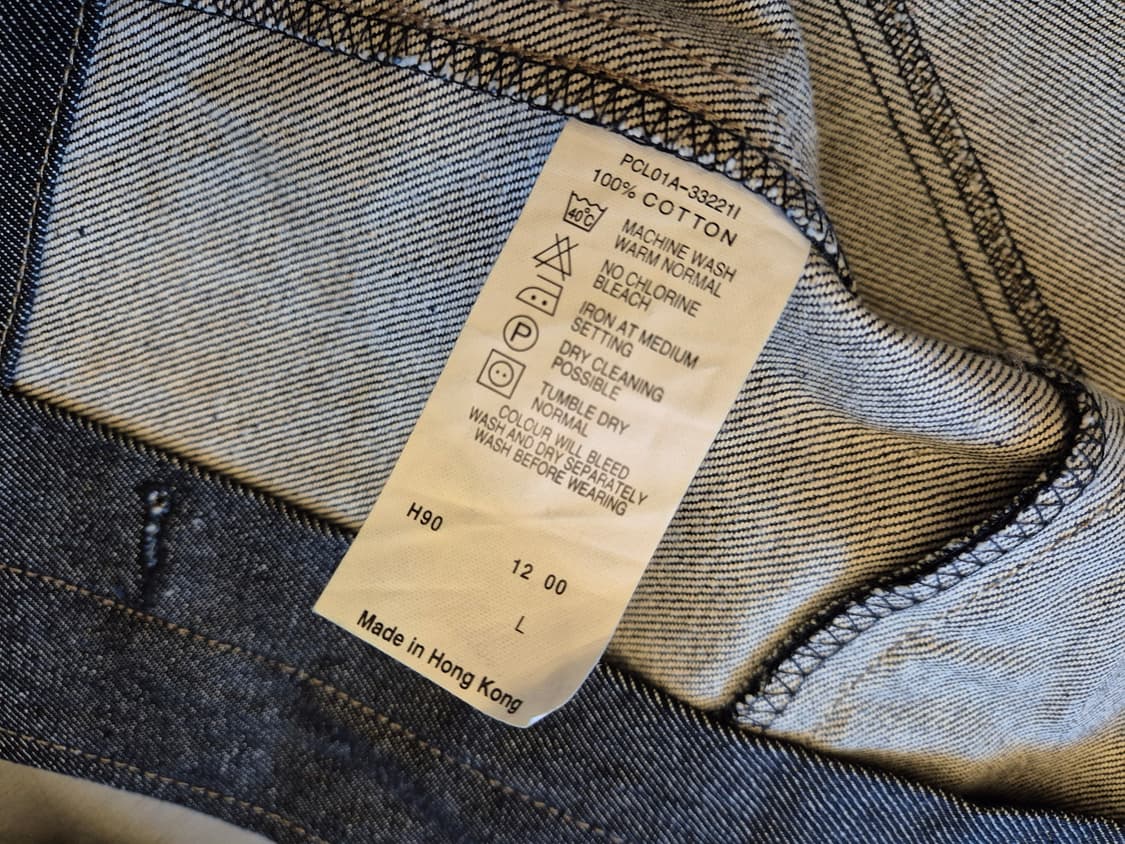 PCL01A-33221I
100% COTTON
40°C
MACHINE WASH
WARM NORMAL
NO CHLORINE
BLEACH
IRON AT MEDIUM
SETTING
P
DRY CLEANING
POSSIBLE
TUMBLE DRY
NORMAL
COLOUR WILL BLEED
WASH AND DRY SEPARATELY
WASH BEFORE WEARING
H90
12 00
L
Made in Hong Kong